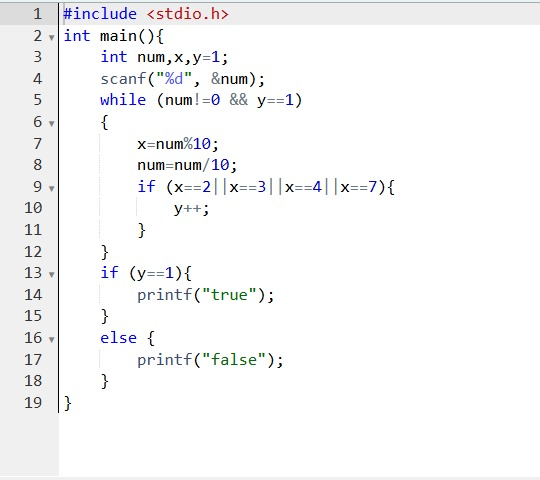 1 #include <stdio.h>
2 int main(){
3 int num,x,y=1;
4 scanf("%d", &num);
5 while (num!=0 && y==1)
6 {
7 x=num%10;
8 num=num/10;
9 if (x==2||x==3||x==4||x==7){
10 y++;
11 }
12 }
13 if (y==1){
14 printf("true");
15 }
16 else {
17 printf("false");
18 }
19 }